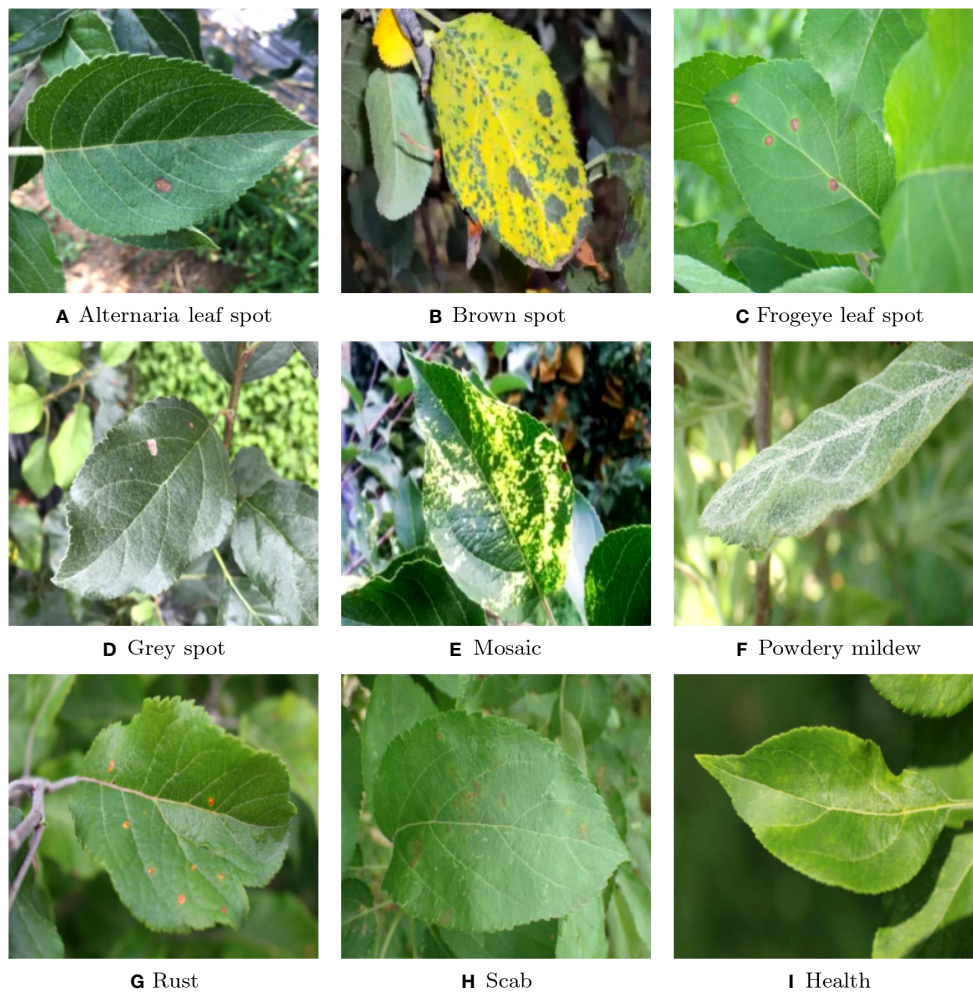 A Alternaria leaf spot
B Brown spot
C Frogeye leaf spot
D Grey spot
E Mosaic
F Powdery mildew
G Rust
H Scab
I Health